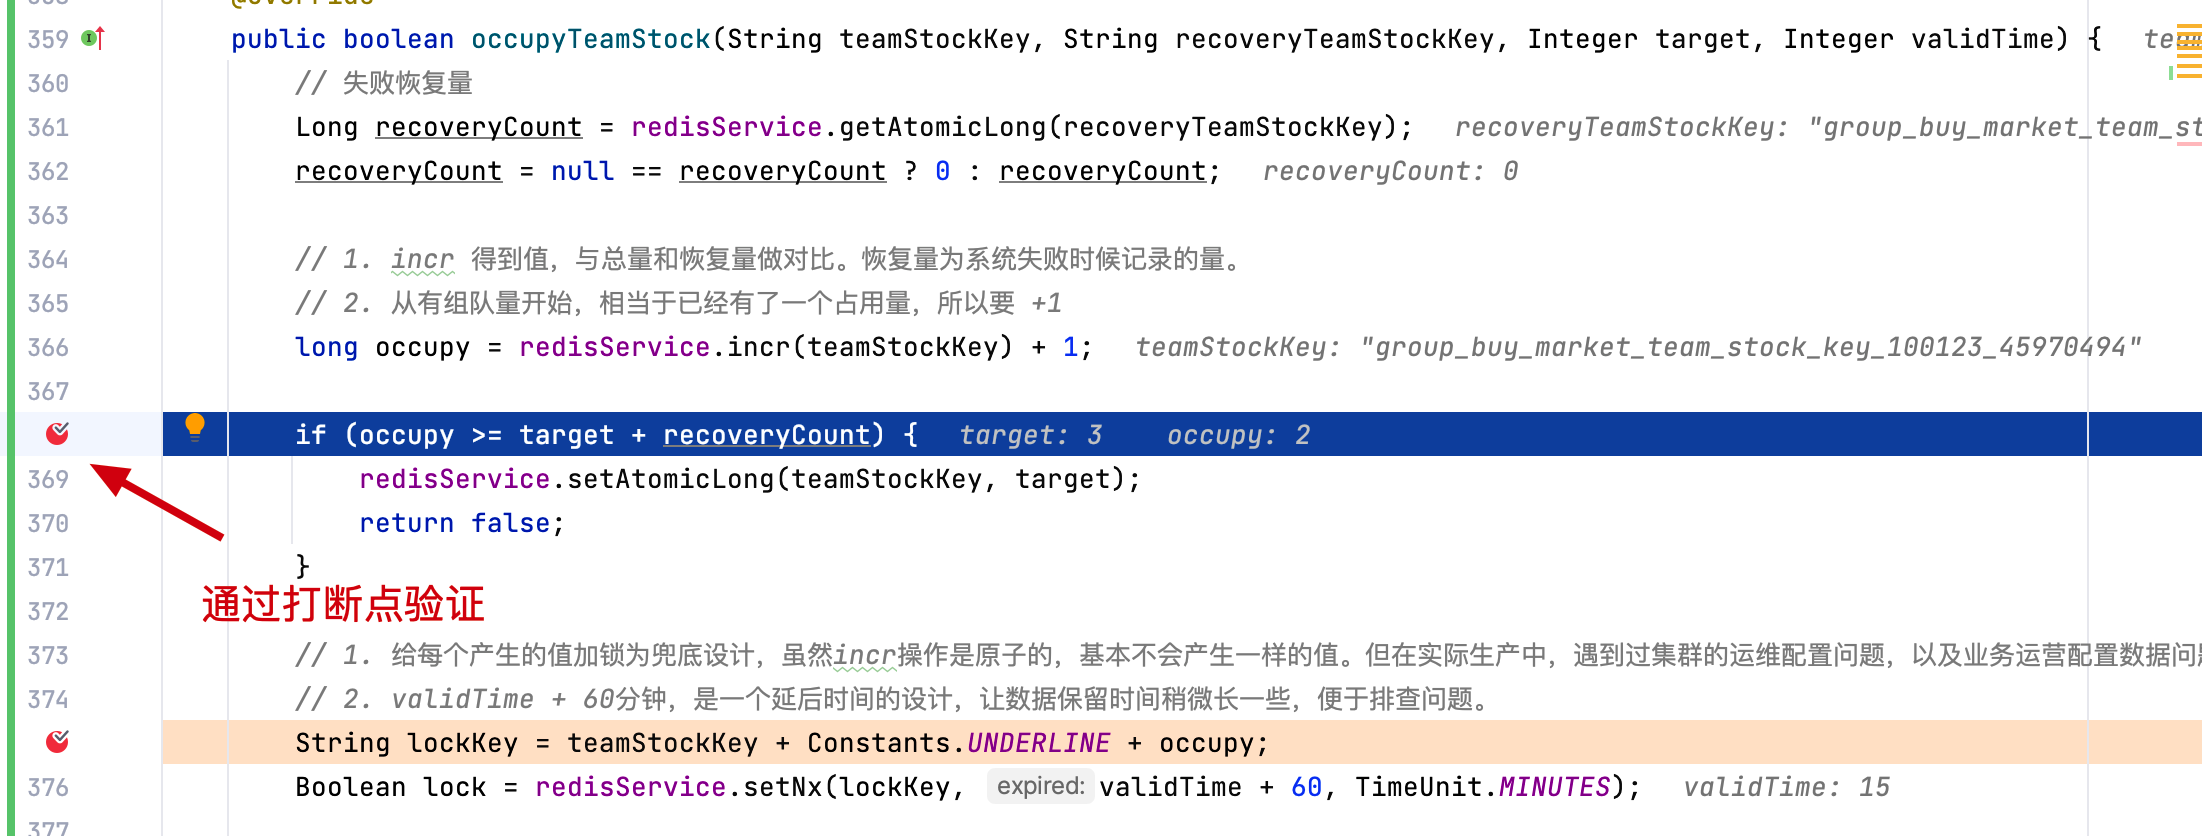 @Override
359 public boolean occupyTeamStock(String teamStockKey, String recoveryTeamStockKey, Integer target, Integer validTime) {
360 // 失败恢复量
361 Long recoveryCount = redisService.getAtomicLong(recoveryTeamStockKey); recoveryTeamStockKey: "group_buy_market_team_st
362 recoveryCount = null == recoveryCount ? 0 : recoveryCount; recoveryCount: 0
363
364 // 1. incr 得到值，与总量和恢复量做对比。恢复量为系统失败时候记录的量。
365 // 2. 从有组队量开始，相当于已经有了一个占用量，所以要 +1
366 long occupy = redisService.incr(teamStockKey) + 1; teamStockKey: "group_buy_market_team_stock_key_100123_45970494"
367
if (occupy >= target + recoveryCount) { target: 3 occupy: 2
369 redisService.setAtomicLong(teamStockKey, target);
370 return false;
371 }
通过打断点验证
372
373 // 1. 给每个产生的值加锁为兜底设计，虽然incr操作是原子的，基本不会产生一样的值。但在实际生产中，遇到过集群的运维配置问题，以及业务运营配置数据问
374 // 2. validTime + 60分钟，是一个延后时间的设计，让数据保留时间稍微长一些，便于排查问题。
String lockKey = teamStockKey + Constants.UNDERLINE + occupy;
376 Boolean lock = redisService.setNx(lockKey, expired: validTime + 60, TimeUnit.MINUTES); validTime: 15
377